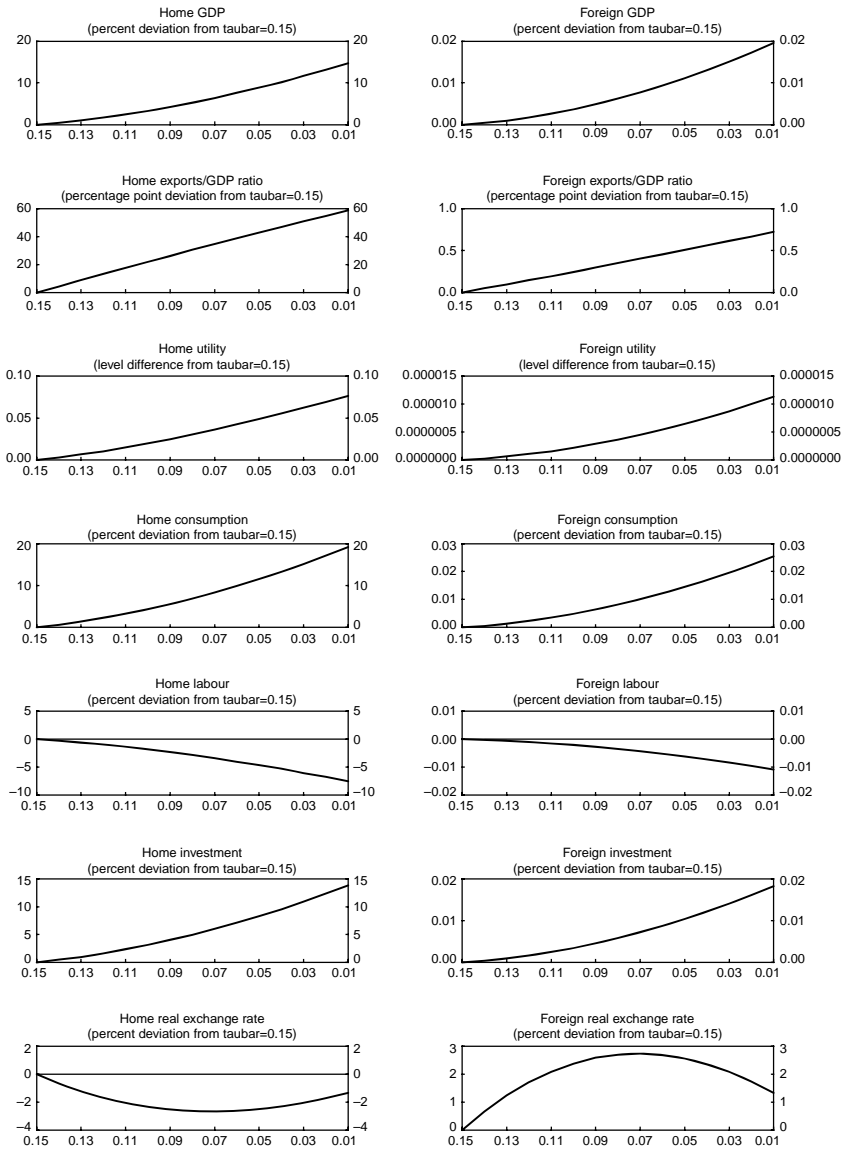 Home GDP
(percent deviation from taubar=0.15)
20 20
10 10
0 0
0.15 0.13 0.11 0.09 0.07 0.05 0.03 0.01
Foreign GDP
(percent deviation from taubar=0.15)
0.02 0.02
0.01 0.01
0.00 0.00
0.15 0.13 0.11 0.09 0.07 0.05 0.03 0.01
Home exports/GDP ratio
(percentage point deviation from taubar=0.15)
60 60
40 40
20 20
0 0
0.15 0.13 0.11 0.09 0.07 0.05 0.03 0.01
Foreign exports/GDP ratio
(percentage point deviation from taubar=0.15)
1.0 1.0
0.5 0.5
0.0 0.0
0.15 0.13 0.11 0.09 0.07 0.05 0.03 0.01
Home utility
(level difference from taubar=0.15)
0.10 0.10
0.05 0.05
0.00 0.00
0.15 0.13 0.11 0.09 0.07 0.05 0.03 0.01
Foreign utility
(level difference from taubar=0.15)
0.000015 0.000015
0.000010 0.000010
0.0000005 0.0000005
0.0000000 0.0000000
0.15 0.13 0.11 0.09 0.07 0.05 0.03 0.01
Home consumption
(percent deviation from taubar=0.15)
20 20
10 10
0 0
0.15 0.13 0.11 0.09 0.07 0.05 0.03 0.01
Foreign consumption
(percent deviation from taubar=0.15)
0.03 0.03
0.02 0.02
0.01 0.01
0.00 0.00
0.15 0.13 0.11 0.09 0.07 0.05 0.03 0.01
Home labour
(percent deviation from taubar=0.15)
5 5
0 0
−5 −5
−10 −10
0.15 0.13 0.11 0.09 0.07 0.05 0.03 0.01
Foreign labour
(percent deviation from taubar=0.15)
0.01 0.01
0.00 0.00
−0.01 −0.01
−0.02 −0.02
0.15 0.13 0.11 0.09 0.07 0.05 0.03 0.01
Home investment
(percent deviation from taubar=0.15)
15 15
10 10
5 5
0 0
0.15 0.13 0.11 0.09 0.07 0.05 0.03 0.01
Foreign investment
(percent deviation from taubar=0.15)
0.02 0.02
0.01 0.01
0.00 0.00
0.15 0.13 0.11 0.09 0.07 0.05 0.03 0.01
Home real exchange rate
(percent deviation from taubar=0.15)
2 2
0 0
−2 −2
−4 −4
0.15 0.13 0.11 0.09 0.07 0.05 0.03 0.01
Foreign real exchange rate
(percent deviation from taubar=0.15)
3 3
2 2
1 1
0 0
0.15 0.13 0.11 0.09 0.07 0.05 0.03 0.01